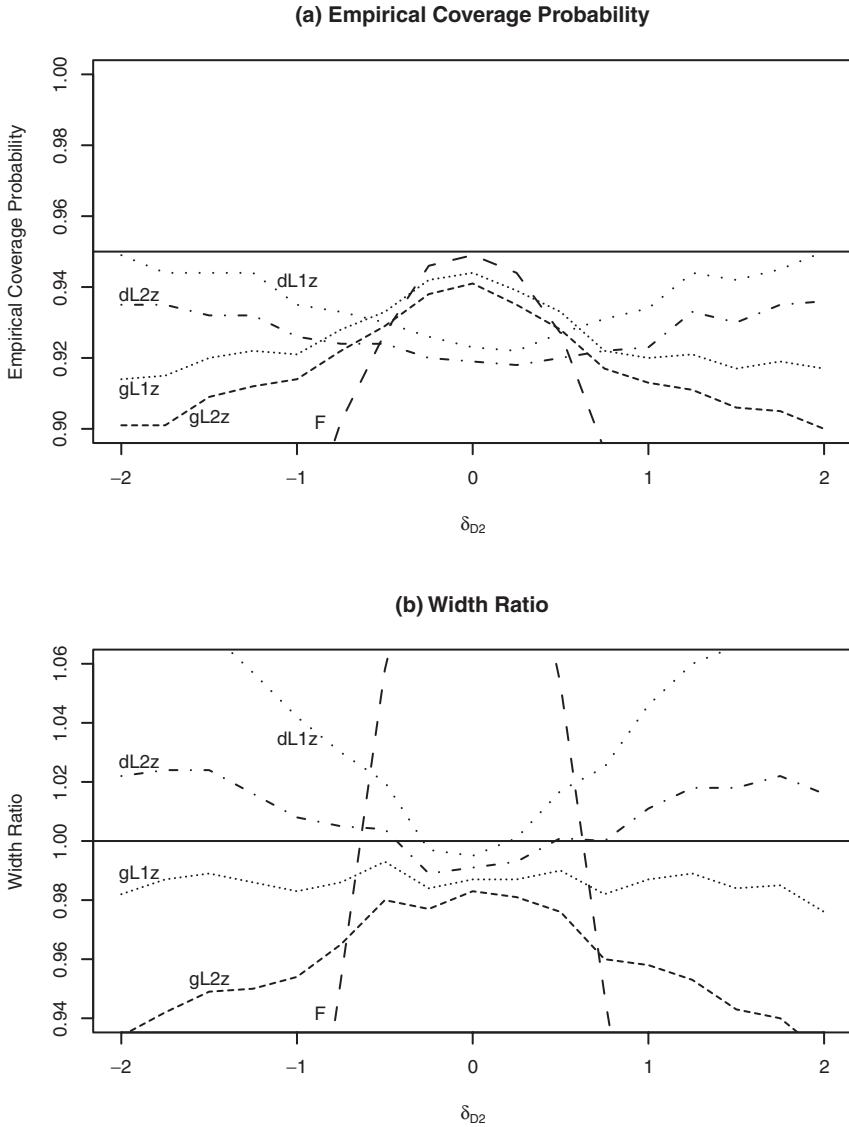 (a) Empirical Coverage Probability
Empirical Coverage Probability
1.00
0.98
0.96
0.94
0.92
0.90
dL1z
dL2z
gL1z
gL2z
F
−2
−1
0
1
2
δD2
(b) Width Ratio
Width Ratio
1.06
1.04
1.02
1.00
0.98
0.96
0.94
dL1z
dL2z
gL1z
gL2z
F
−2
−1
0
1
2
δD2